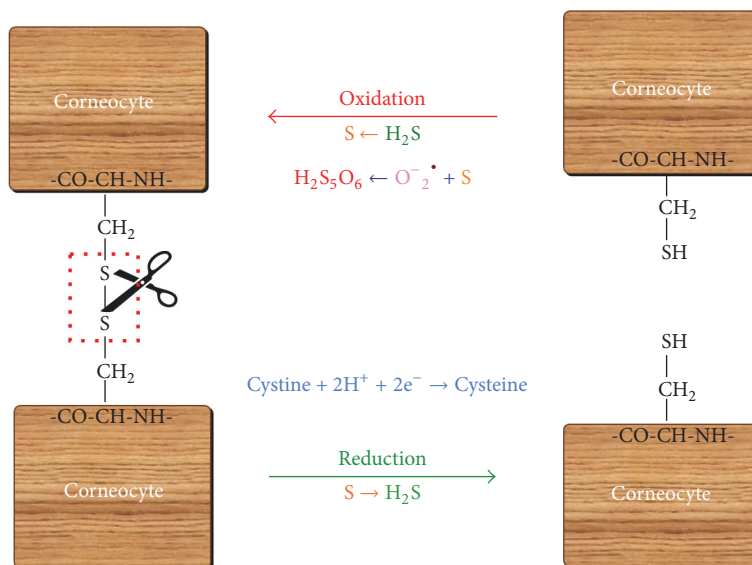 Corneocyte
-CO-CH-NH-
CH₂
S
S
CH₂
-CO-CH-NH-
Corneocyte
Oxidation
S ← H₂S
H₂S₅O₆ ← O⁻₂• + S
Cystine + 2H⁺ + 2e⁻ → Cysteine
Reduction
S → H₂S
Corneocyte
-CO-CH-NH-
CH₂
SH
SH
CH₂
-CO-CH-NH-
Corneocyte